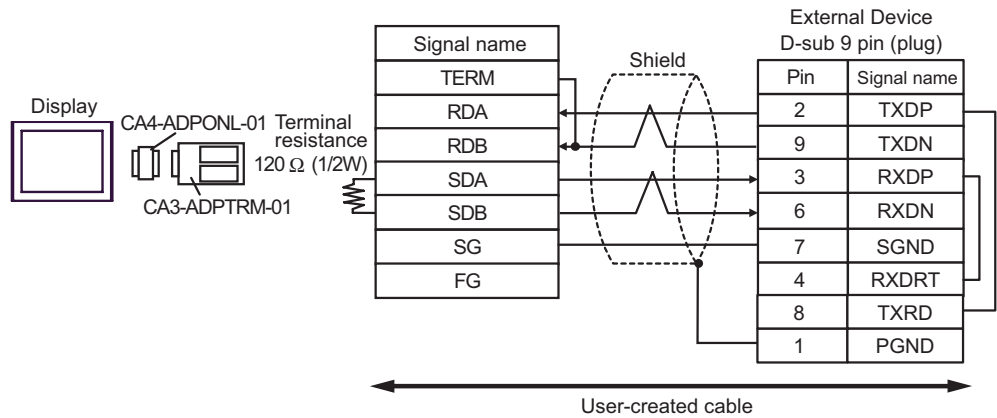 Display
CA4-ADPONL-01
CA3-ADPTRM-01
Terminal
resistance
120 Ω (1/2W)
Signal name
TERM
RDA
RDB
SDA
SDB
SG
FG
Shield
External Device
D-sub 9 pin (plug)
Pin Signal name
2 TXDP
9 TXDN
3 RXDP
6 RXDN
7 SGND
4 RXDRT
8 TXRD
1 PGND
User-created cable